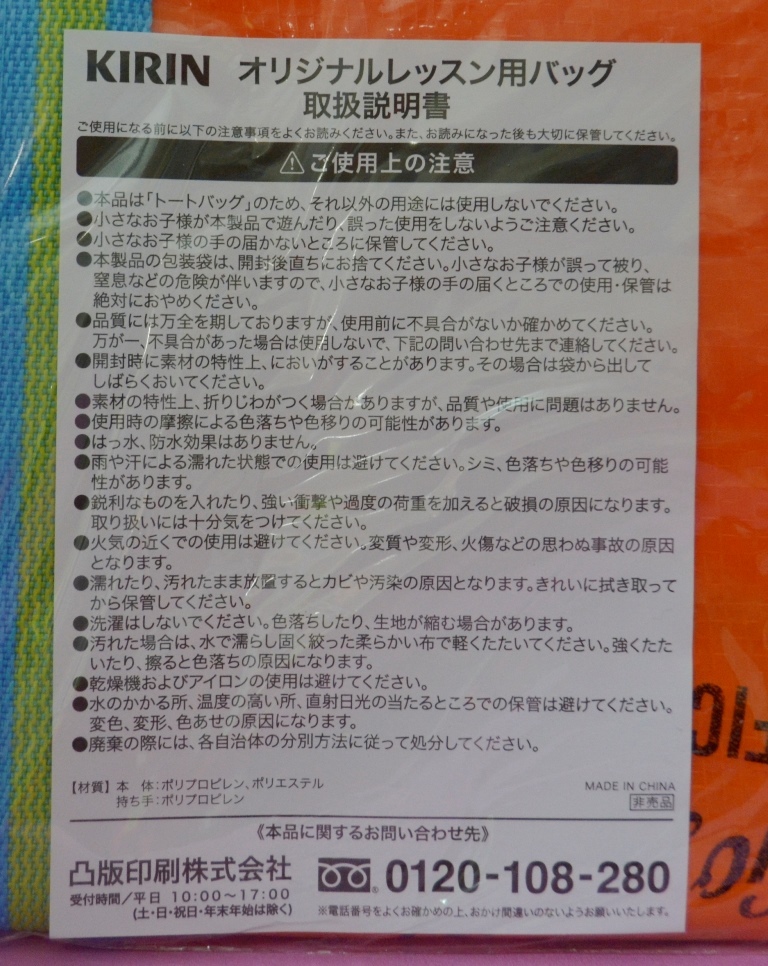 KIRIN オリジナルレッスン用バッグ
取扱説明書
ご使用になる前に以下の注意事項をよくお読みください。また、お読みになった後も大切に保管してください。
⚠ご使用上の注意
●本品は「トートバッグ」のため、それ以外の用途には使用しないでください。
●小さなお子様が本製品で遊んだり、誤った使用をしないようご注意ください。
●小さなお子様の手の届かないところに保管してください。
●本製品の包装袋は、開封後直ちにお捨てください。小さなお子様が誤って被り、
窒息などの危険が伴いますので、小さなお子様の手の届くところでの使用・保管は
絶対におやめください。
●品質には万全を期しておりますが、使用前に不具合がないか確かめてください。
万が一、不具合があった場合は使用しないで、下記の問い合わせ先まで連絡してください。
●開封時に素材の特性上、においがすることがあります。その場合は袋から出して
しばらくおいてください。
●素材の特性上、折りじわがつく場合がありますが、品質や使用に問題はありません。
●使用時の摩擦による色落ちや色移りの可能性があります。
●はっ水、防水効果はありません。
●雨や汗による濡れた状態での使用は避けてください。シミ、色落ちや色移りの可能
性があります。
●鋭利なものを入れたり、強い衝撃や過度の荷重を加えると破損の原因になります。
取り扱いには十分気をつけてください。
●火気の近くでの使用は避けてください。変質や変形、火傷などの思わぬ事故の原因
となります。
●濡れたり、汚れたまま放置するとカビや汚染の原因となります。きれいに拭き取って
から保管してください。
●洗濯はしないでください。色落ちしたり、生地が縮む場合があります。
●汚れた場合は、水で濡らし固く絞った柔らかい布で軽くたたいてください。強くたた
いたり、擦ると色落ちの原因になります。
●乾燥機およびアイロンの使用は避けてください。
●水のかかる所、温度の高い所、直射日光の当たるところでの保管は避けてください。
変色、変形、色あせの原因になります。
●廃棄の際には、各自治体の分別方法に従って処分してください。
【材質】本 体:ポリプロピレン、ポリエステル
持ち手:ポリプロピレン
MADE IN CHINA
非売品
《本品に関するお問い合わせ先》
凸版印刷株式会社
受付時間/平日 10:00〜17:00
(土・日・祝日・年末年始は除く)
0120-108-280
※電話番号をよくお確かめの上、おかけ間違いのないようお願いいたします。